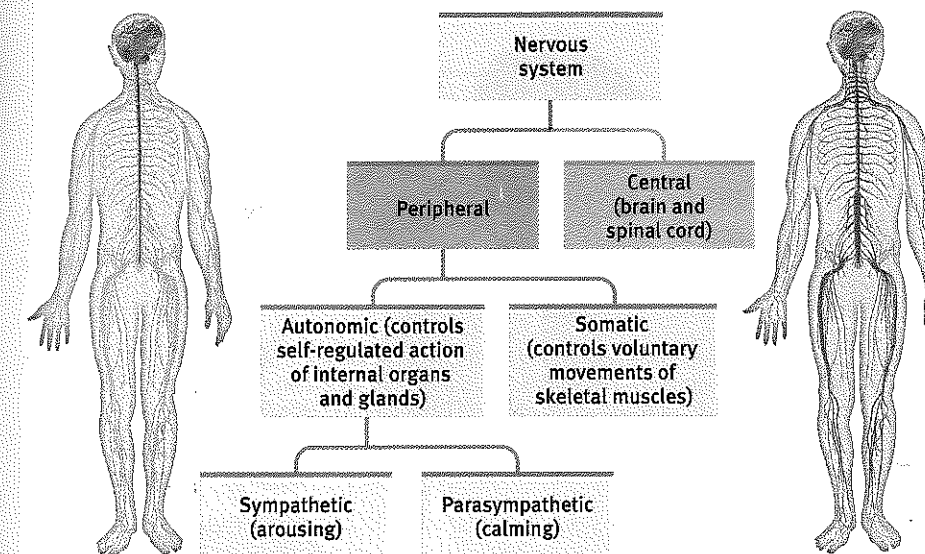 Nervous
system
Peripheral
Central
(brain and
spinal cord)
Autonomic (controls
self-regulated action
of internal organs
and glands)
Somatic
(controls voluntary
movements of
skeletal muscles)
Sympathetic
(arousing)
Parasympathetic
(calming)